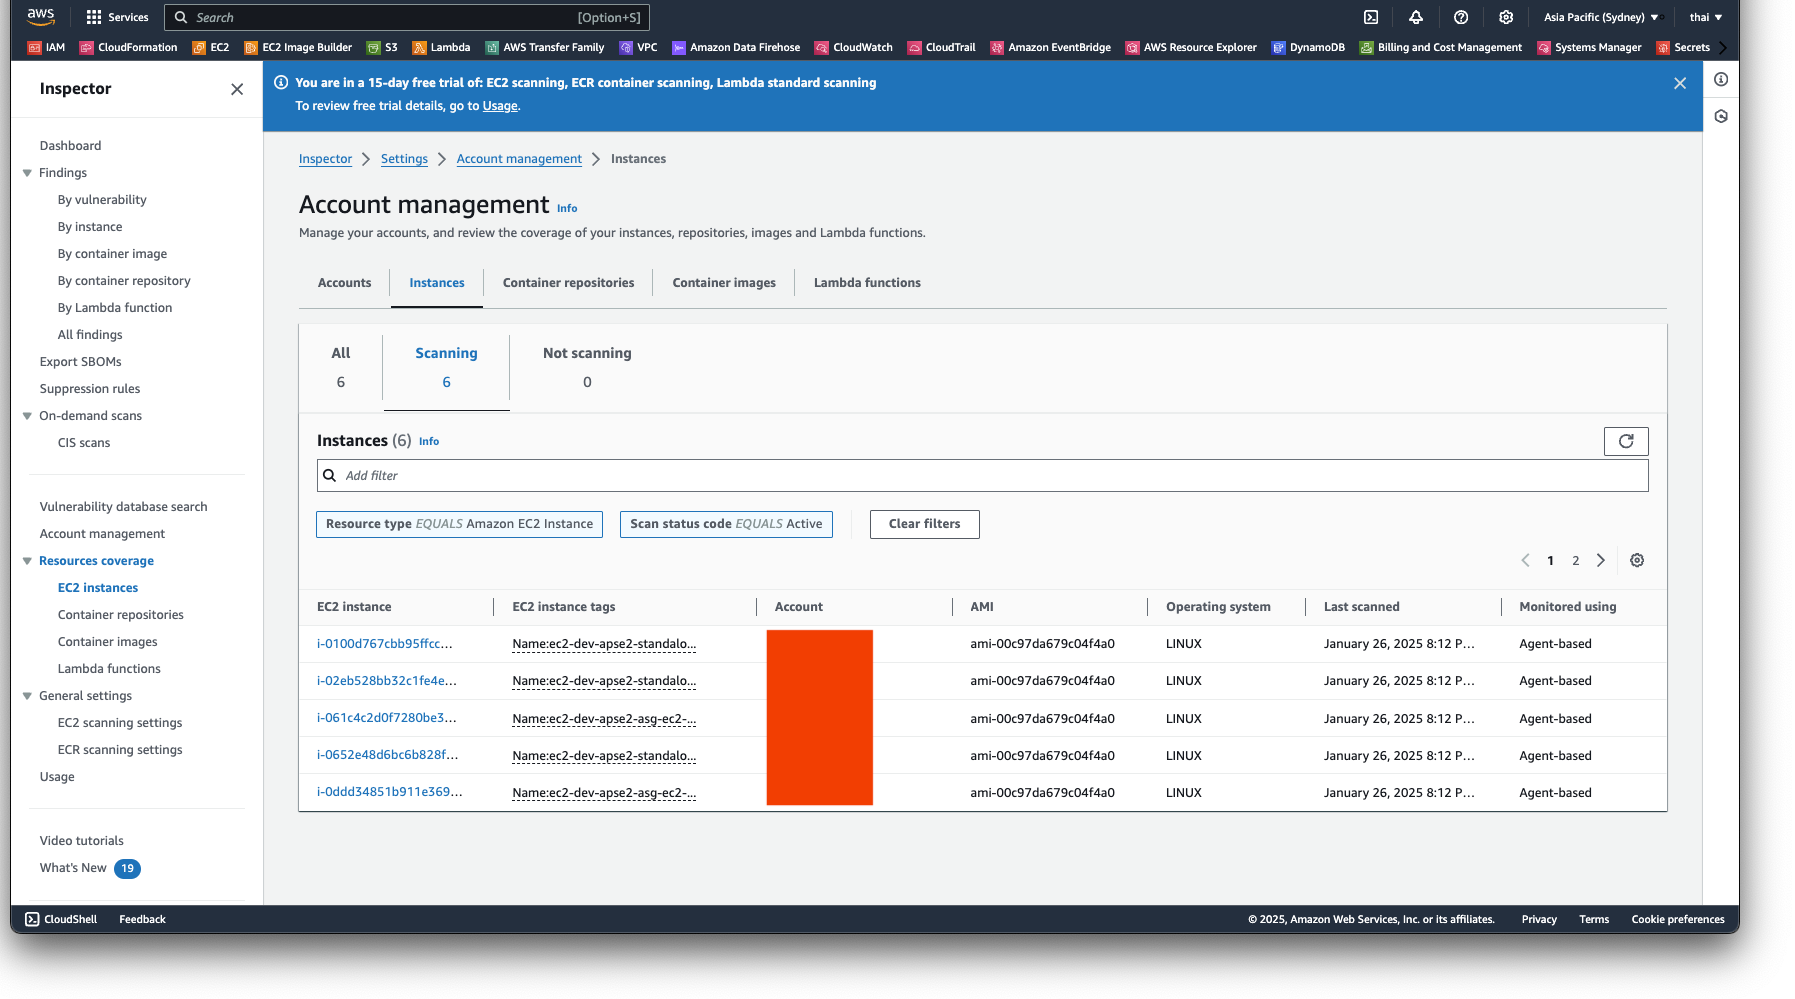 aws
Services
Search
[Option+S]
Asia Pacific (Sydney)
thai
IAM
CloudFormation
EC2
EC2 Image Builder
S3
Lambda
AWS Transfer Family
VPC
Amazon Data Firehose
CloudWatch
CloudTrail
Amazon EventBridge
AWS Resource Explorer
DynamoDB
Billing and Cost Management
Systems Manager
Secrets
Inspector
Dashboard
Findings
By vulnerability
By instance
By container image
By container repository
By Lambda function
All findings
Export SBOMs
Suppression rules
On-demand scans
CIS scans
Vulnerability database search
Account management
Resources coverage
EC2 instances
Container repositories
Container images
Lambda functions
General settings
EC2 scanning settings
ECR scanning settings
Usage
Video tutorials
What's New 19
You are in a 15-day free trial of: EC2 scanning, ECR container scanning, Lambda standard scanning
To review free trial details, go to Usage.
Inspector > Settings > Account management > Instances
Account management Info
Manage your accounts, and review the coverage of your instances, repositories, images and Lambda functions.
Accounts
Instances
Container repositories
Container images
Lambda functions
All
6
Scanning
6
Not scanning
0
Instances (6) Info
Add filter
Resource type EQUALS Amazon EC2 Instance
Scan status code EQUALS Active
Clear filters
1 2
EC2 instance EC2 instance tags Account AMI Operating system Last scanned Monitored using
i-0100d767cbb95ffcc... Name:ec2-dev-apse2-standalo... ami-00c97da679c04f4a0 LINUX January 26, 2025 8:12 P... Agent-based
i-02eb528bb32c1fe4e... Name:ec2-dev-apse2-standalo... ami-00c97da679c04f4a0 LINUX January 26, 2025 8:12 P... Agent-based
i-061c4c2d0f7280be3... Name:ec2-dev-apse2-asg-ec2-... ami-00c97da679c04f4a0 LINUX January 26, 2025 8:12 P... Agent-based
i-0652e48d6bc6b828f... Name:ec2-dev-apse2-standalo... ami-00c97da679c04f4a0 LINUX January 26, 2025 8:12 P... Agent-based
i-0ddd34851b911e369... Name:ec2-dev-apse2-asg-ec2-... ami-00c97da679c04f4a0 LINUX January 26, 2025 8:12 P... Agent-based
CloudShell
Feedback
© 2025, Amazon Web Services, Inc. or its affiliates.
Privacy
Terms
Cookie preferences